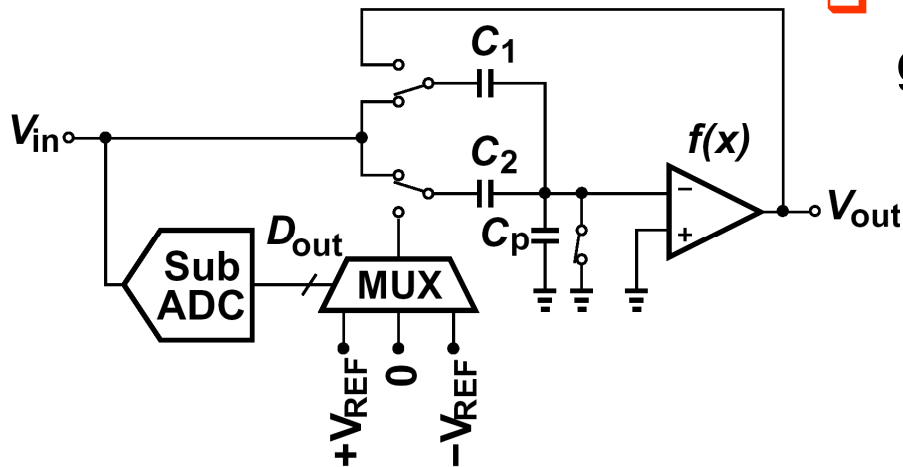 C1
Vin
C2
f(x)
Vout
Cp
Dout
Sub
ADC
MUX
−
+
+VREF
0
−VREF